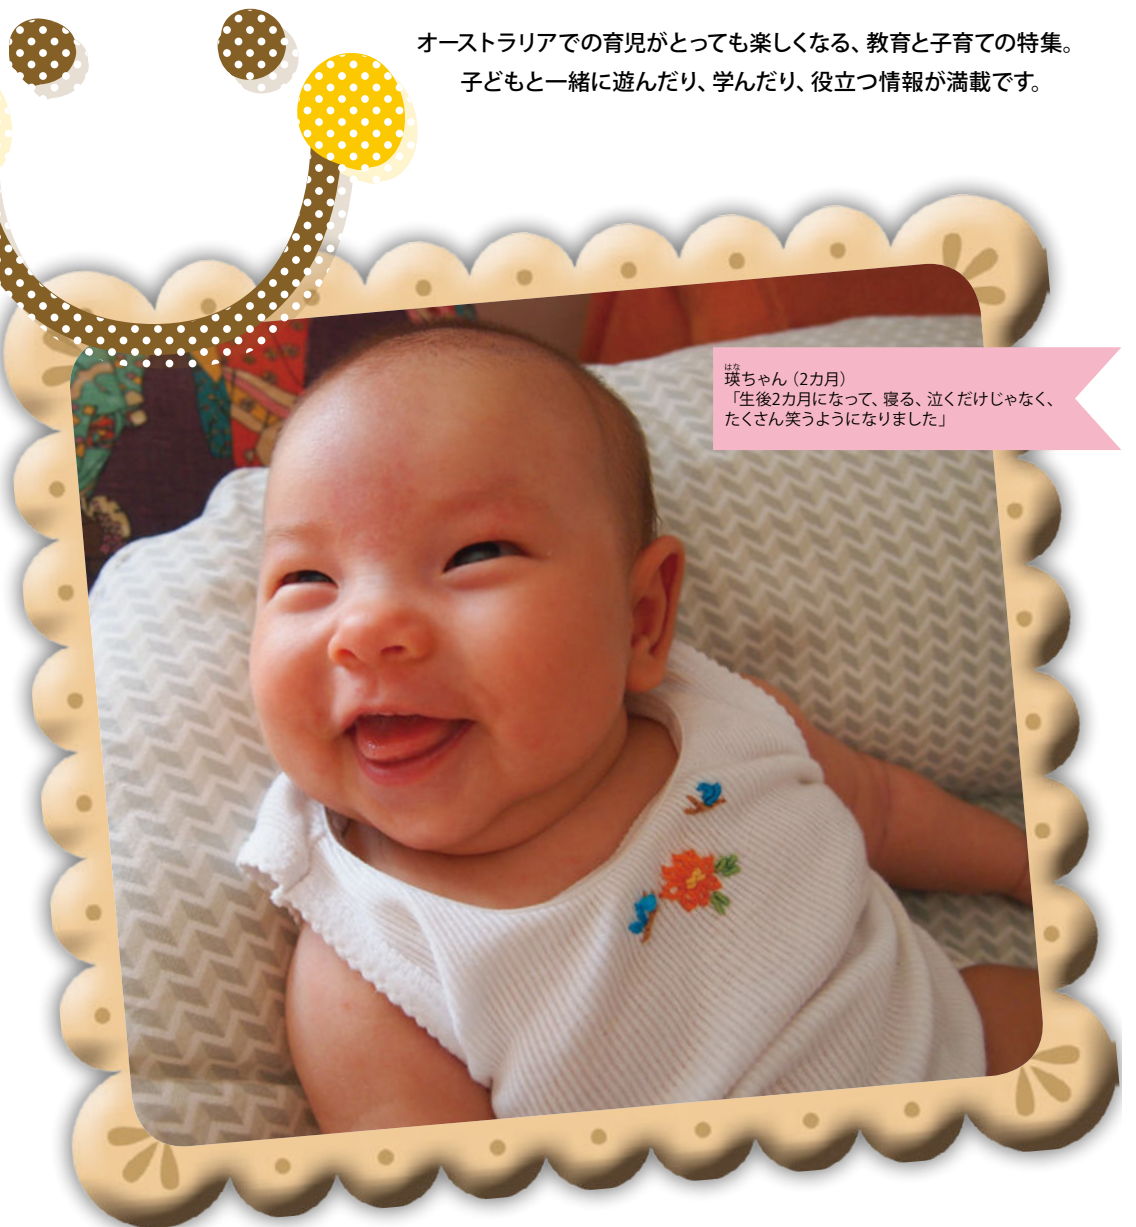 オーストラリアでの育児がとっても楽しくなる、教育と子育ての特集。
子どもと一緒に遊んだり、学んだり、役立つ情報が満載です。
はな
瑛ちゃん（2カ月）
「生後2カ月になって、寝る、泣くだけじゃなく、
たくさん笑うようになりました」